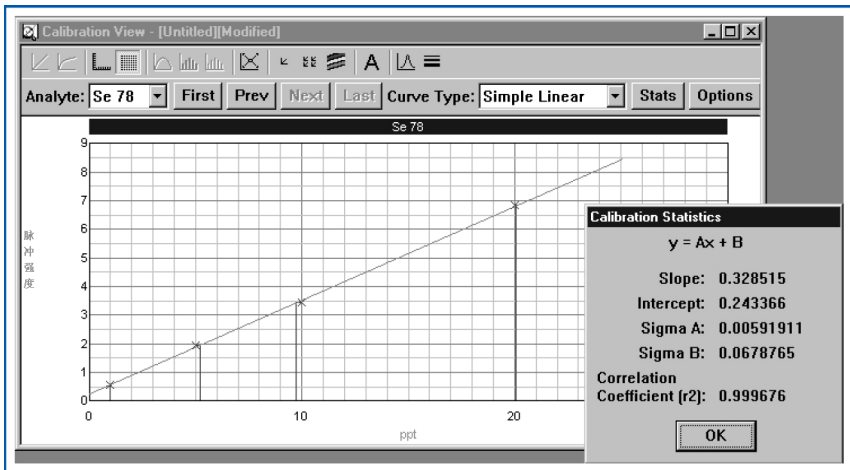 Calibration View - [Untitled][Modified]
A
Analyte: Se 78 First Prev Next Last Curve Type: Simple Linear Stats Options
Se 78
9
8
7
6
5
4
3
2
1
0
脉冲强度
0 10 20
ppt
Calibration Statistics
y = Ax + B
Slope: 0.328515
Intercept: 0.243366
Sigma A: 0.00591911
Sigma B: 0.0678765
Correlation
Coefficient (r2): 0.999676
OK